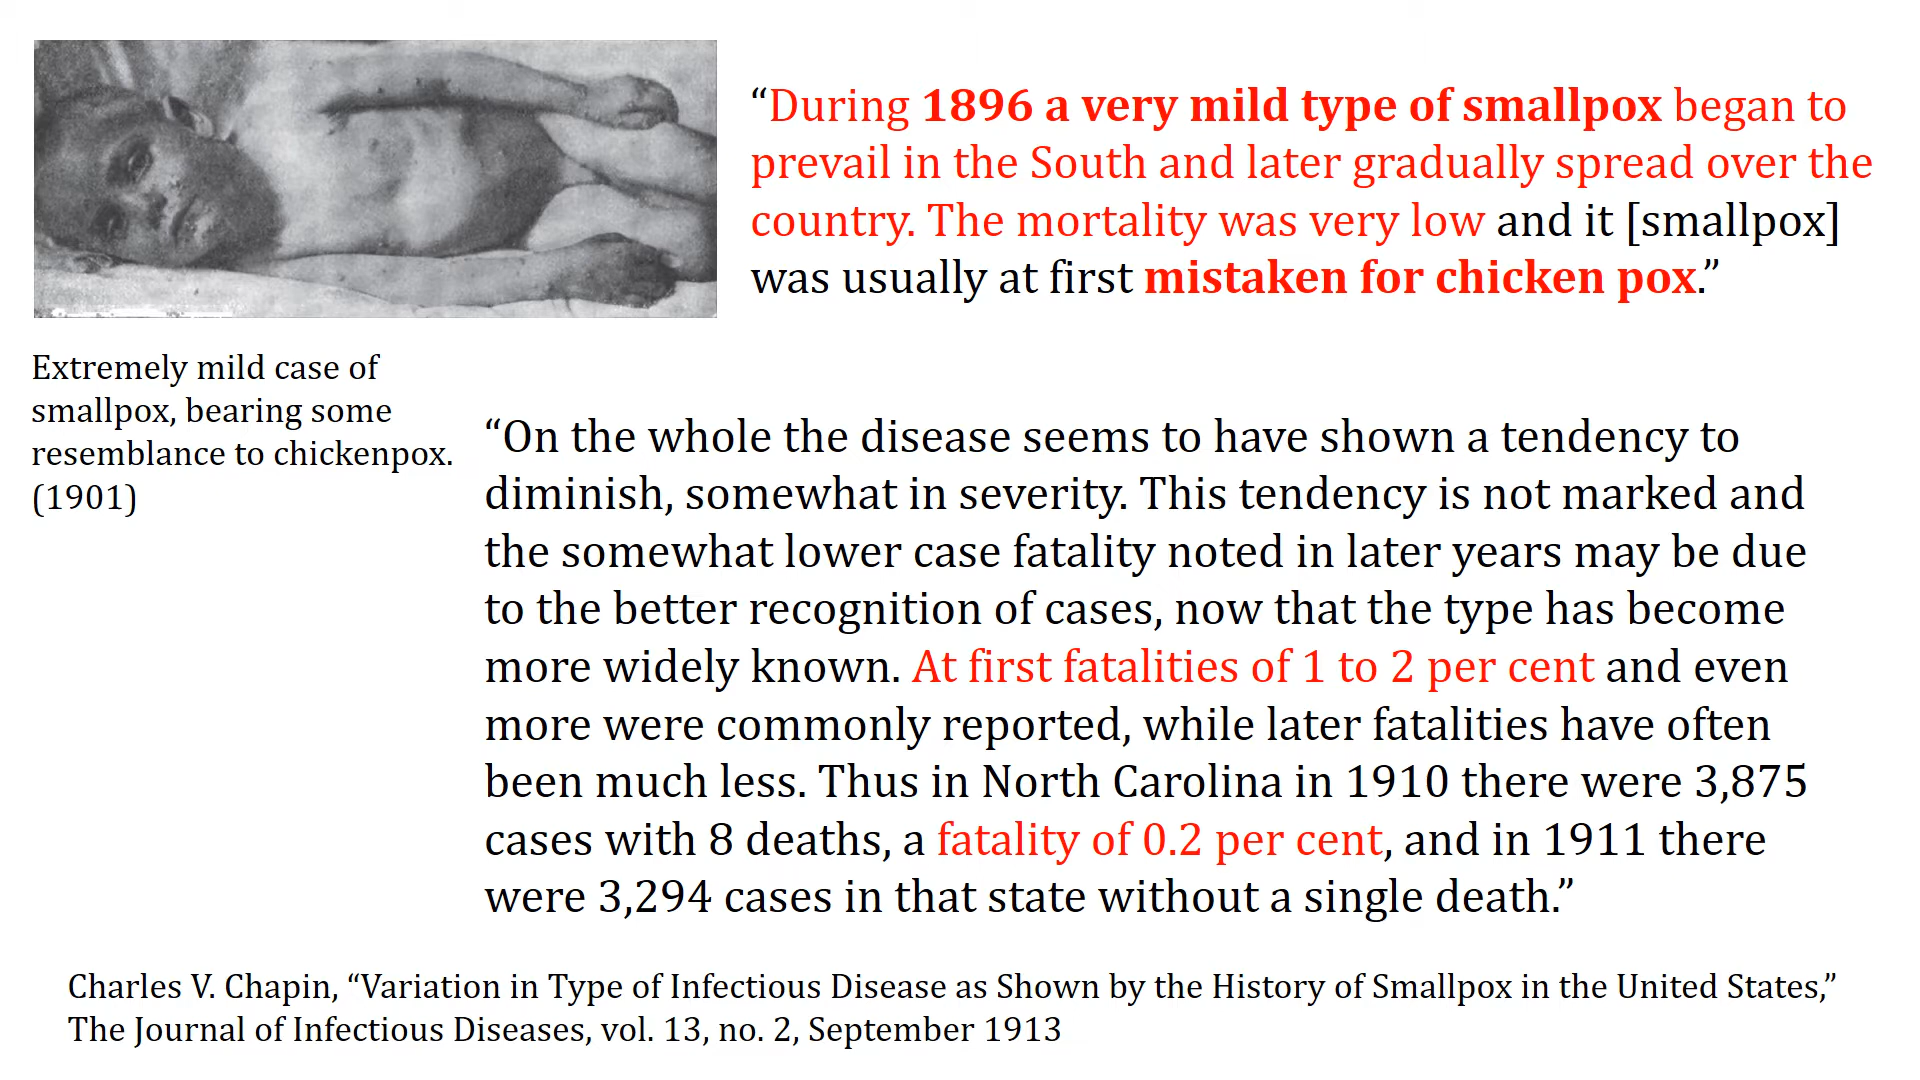 “During 1896 a very mild type of smallpox began to
prevail in the South and later gradually spread over the
country. The mortality was very low and it [smallpox]
was usually at first mistaken for chicken pox.”
Extremely mild case of
smallpox, bearing some
resemblance to chickenpox.
(1901)
“On the whole the disease seems to have shown a tendency to
diminish, somewhat in severity. This tendency is not marked and
the somewhat lower case fatality noted in later years may be due
to the better recognition of cases, now that the type has become
more widely known. At first fatalities of 1 to 2 per cent and even
more were commonly reported, while later fatalities have often
been much less. Thus in North Carolina in 1910 there were 3,875
cases with 8 deaths, a fatality of 0.2 per cent, and in 1911 there
were 3,294 cases in that state without a single death.”
Charles V. Chapin, “Variation in Type of Infectious Disease as Shown by the History of Smallpox in the United States,”
The Journal of Infectious Diseases, vol. 13, no. 2, September 1913